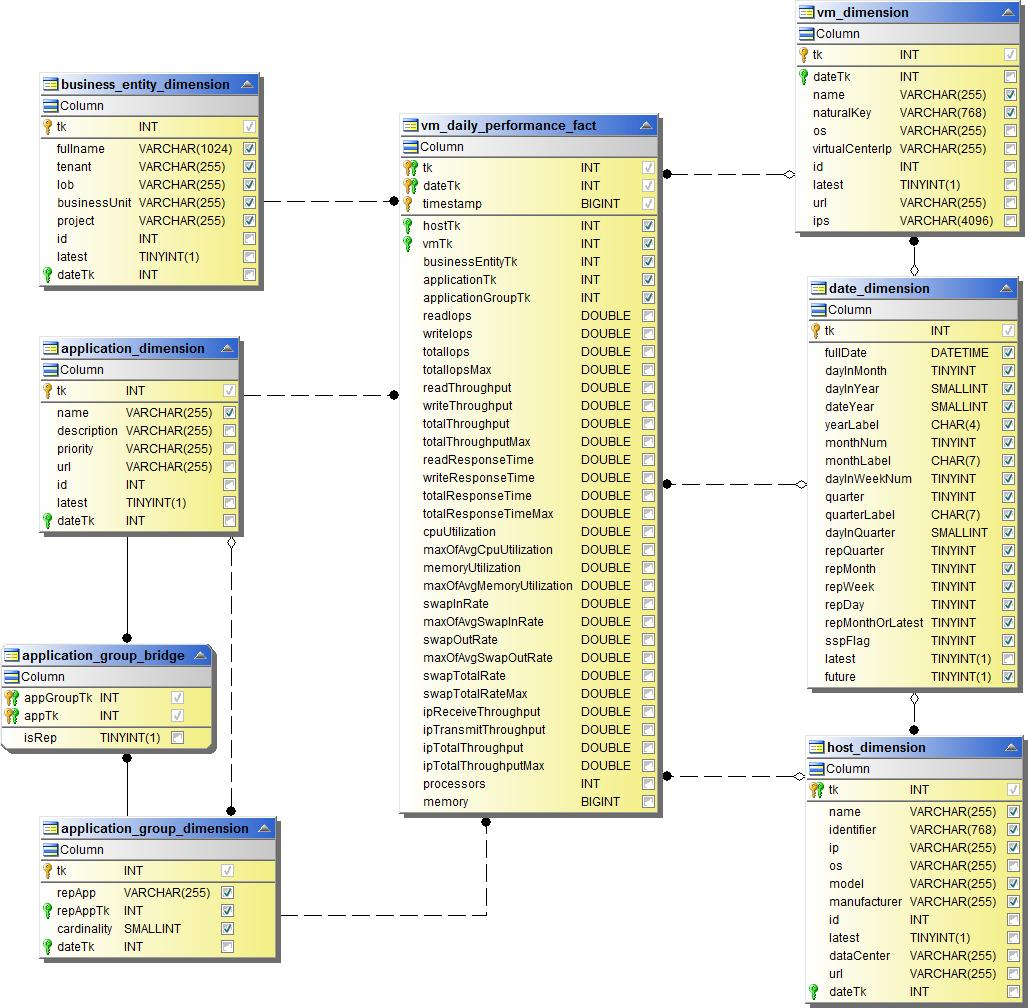 business_entity_dimension
Column
tk INT
fullname VARCHAR(1024)
tenant VARCHAR(255)
lob VARCHAR(255)
businessUnit VARCHAR(255)
project VARCHAR(255)
id INT
latest TINYINT(1)
dateTk INT
application_dimension
Column
tk INT
name VARCHAR(255)
description VARCHAR(255)
priority VARCHAR(255)
url VARCHAR(255)
id INT
latest TINYINT(1)
dateTk INT
application_group_bridge
Column
appGroupTk INT
appTk INT
isRep TINYINT(1)
application_group_dimension
Column
tk INT
repApp VARCHAR(255)
repAppTk INT
cardinality SMALLINT
dateTk INT
vm_daily_performance_fact
Column
tk INT
dateTk INT
timestamp BIGINT
hostTk INT
vmTk INT
businessEntityTk INT
applicationTk INT
applicationGroupTk INT
readIops DOUBLE
writeIops DOUBLE
totalIops DOUBLE
totalIopsMax DOUBLE
readThroughput DOUBLE
writeThroughput DOUBLE
totalThroughput DOUBLE
totalThroughputMax DOUBLE
readResponseTime DOUBLE
writeResponseTime DOUBLE
totalResponseTime DOUBLE
totalResponseTimeMax DOUBLE
cpuUtilization DOUBLE
maxOfAvgCpuUtilization DOUBLE
memoryUtilization DOUBLE
maxOfAvgMemoryUtilization DOUBLE
swapInRate DOUBLE
maxOfAvgSwapInRate DOUBLE
swapOutRate DOUBLE
maxOfAvgSwapOutRate DOUBLE
swapTotalRate DOUBLE
swapTotalRateMax DOUBLE
ipReceiveThroughput DOUBLE
ipTransmitThroughput DOUBLE
ipTotalThroughput DOUBLE
ipTotalThroughputMax DOUBLE
processors INT
memory BIGINT
vm_dimension
Column
tk INT
dateTk INT
name VARCHAR(255)
naturalKey VARCHAR(768)
os VARCHAR(255)
virtualCenterIp VARCHAR(255)
id INT
latest TINYINT(1)
url VARCHAR(255)
ips VARCHAR(4096)
date_dimension
Column
tk INT
fullDate DATETIME
dayInMonth TINYINT
dayInYear SMALLINT
dateYear SMALLINT
yearLabel CHAR(4)
monthNum TINYINT
monthLabel CHAR(7)
dayInWeekNum TINYINT
quarter TINYINT
quarterLabel CHAR(7)
dayInQuarter SMALLINT
repQuarter TINYINT
repMonth TINYINT
repWeek TINYINT
repDay TINYINT
repMonthOrLatest TINYINT
sspFlag TINYINT
latest TINYINT(1)
future TINYINT(1)
host_dimension
Column
tk INT
name VARCHAR(255)
identifier VARCHAR(768)
ip VARCHAR(255)
os VARCHAR(255)
model VARCHAR(255)
manufacturer VARCHAR(255)
id INT
latest TINYINT(1)
dataCenter VARCHAR(255)
url VARCHAR(255)
dateTk INT